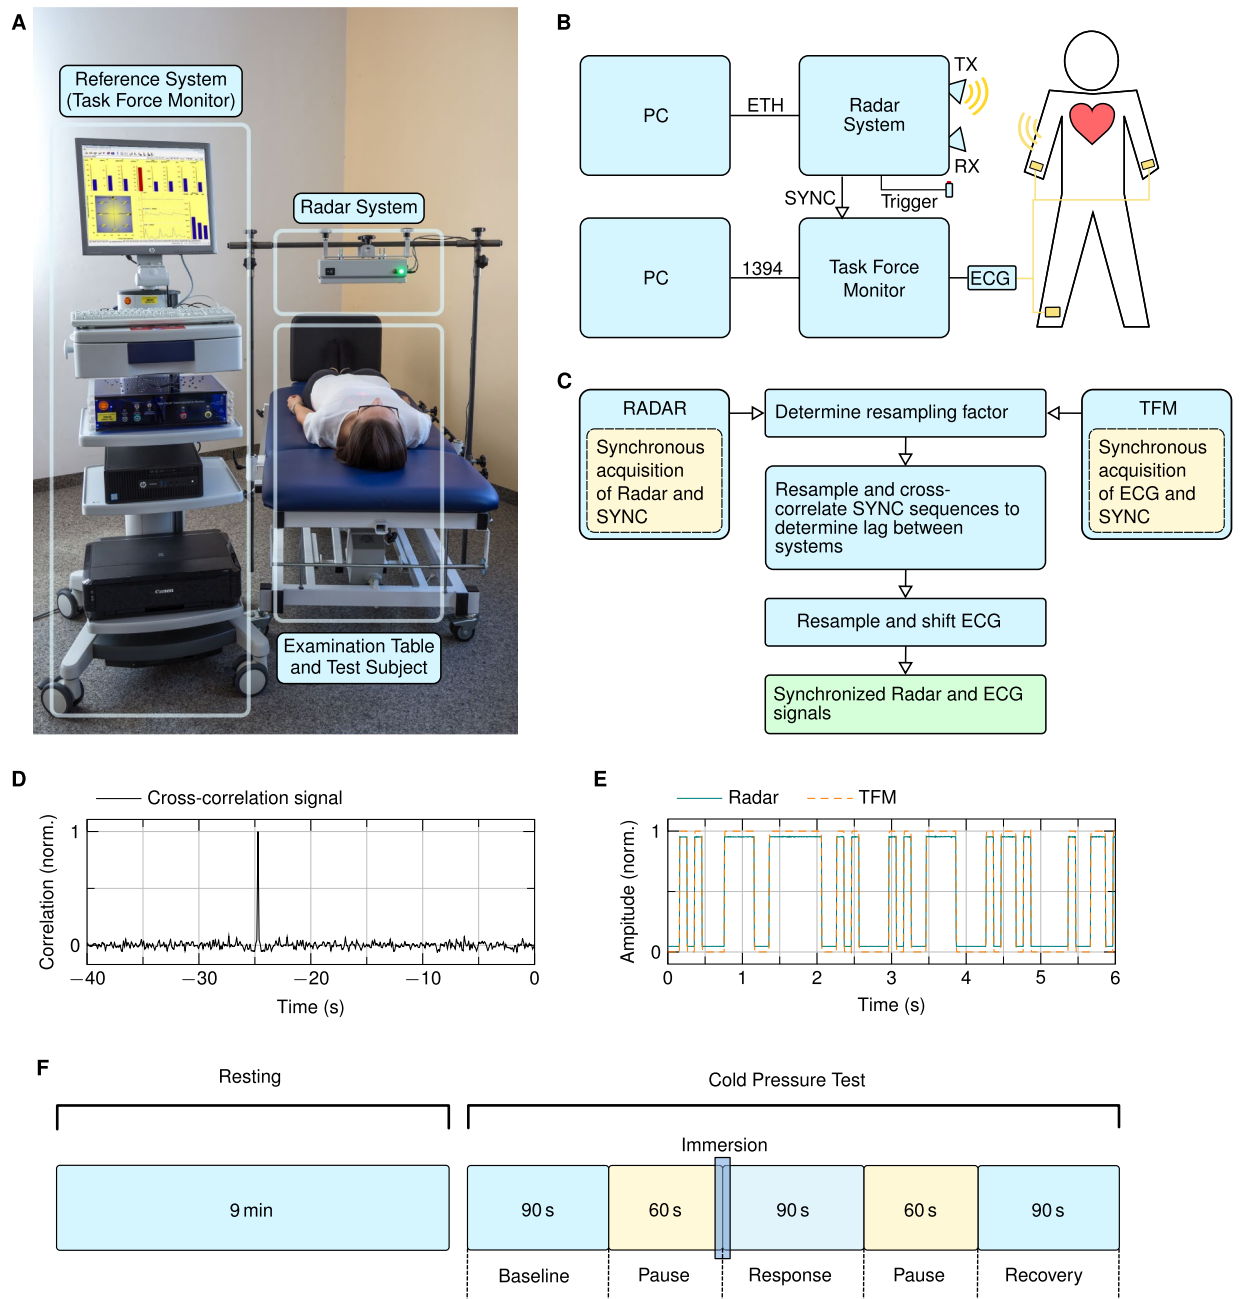 A
Reference System
(Task Force Monitor)
Radar System
Canon
Examination Table
and Test Subject
B
PC
ETH
Radar
System
TX
RX
SYNC
Trigger
PC
1394
Task Force
Monitor
ECG
C
RADAR
Synchronous
acquisition
of Radar and
SYNC
Determine resampling factor
TFM
Synchronous
acquisition
of ECG and
SYNC
Resample and cross-
correlate SYNC sequences to
determine lag between
systems
Resample and shift ECG
Synchronized Radar and ECG
signals
D
Cross-correlation signal
Correlation (norm.)
1
0
−40 −30 −20 −10 0
Time (s)
E
Radar TFM
Ampitude (norm.)
1
0
0 1 2 3 4 5 6
Time (s)
F
Resting
Cold Pressure Test
Immersion
9 min
90 s 60 s 90 s 60 s 90 s
Baseline Pause Response Pause Recovery